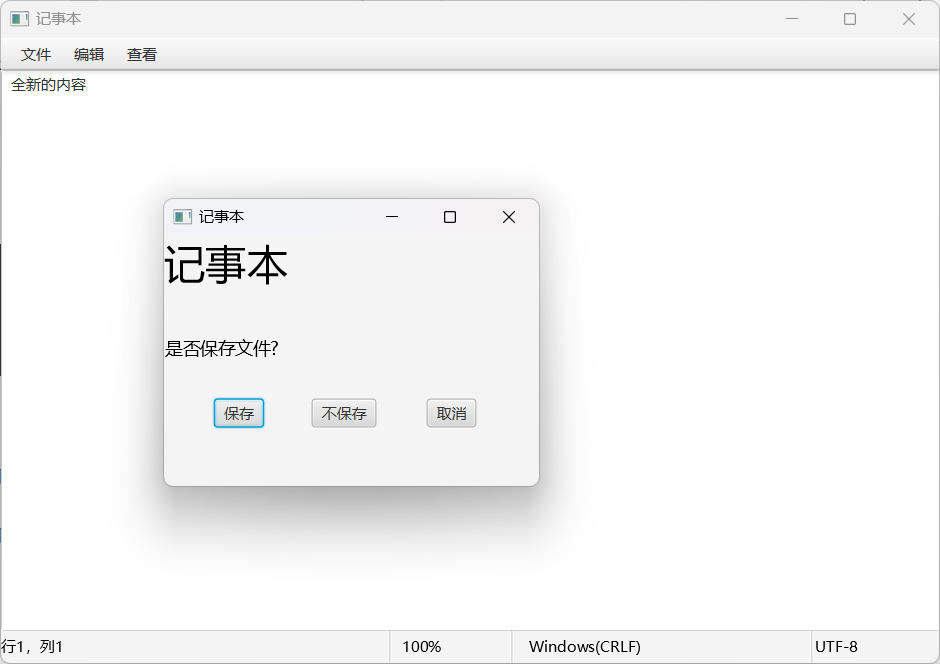 记事本
文件 编辑 查看
全新的内容
记事本
记事本
是否保存文件?
保存 不保存 取消
行1，列1 100% Windows(CRLF) UTF-8